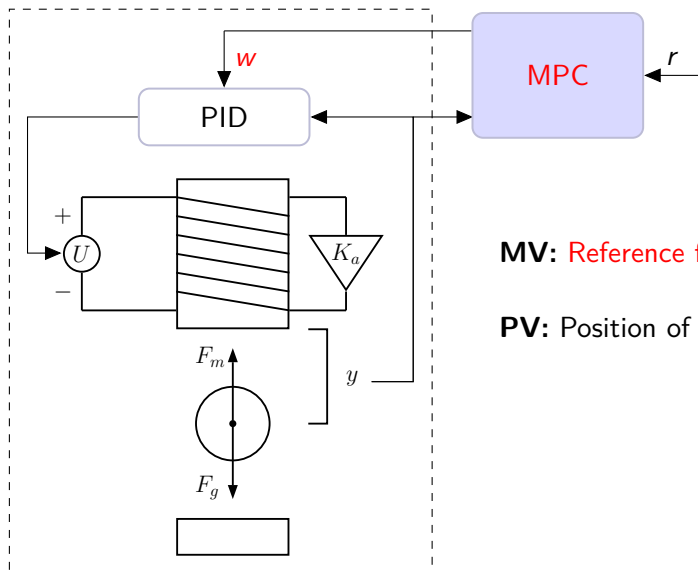 w
MPC
r
PID
+
U
K_a
−
MV: Reference
PV: Position of
F_m
y
F_g